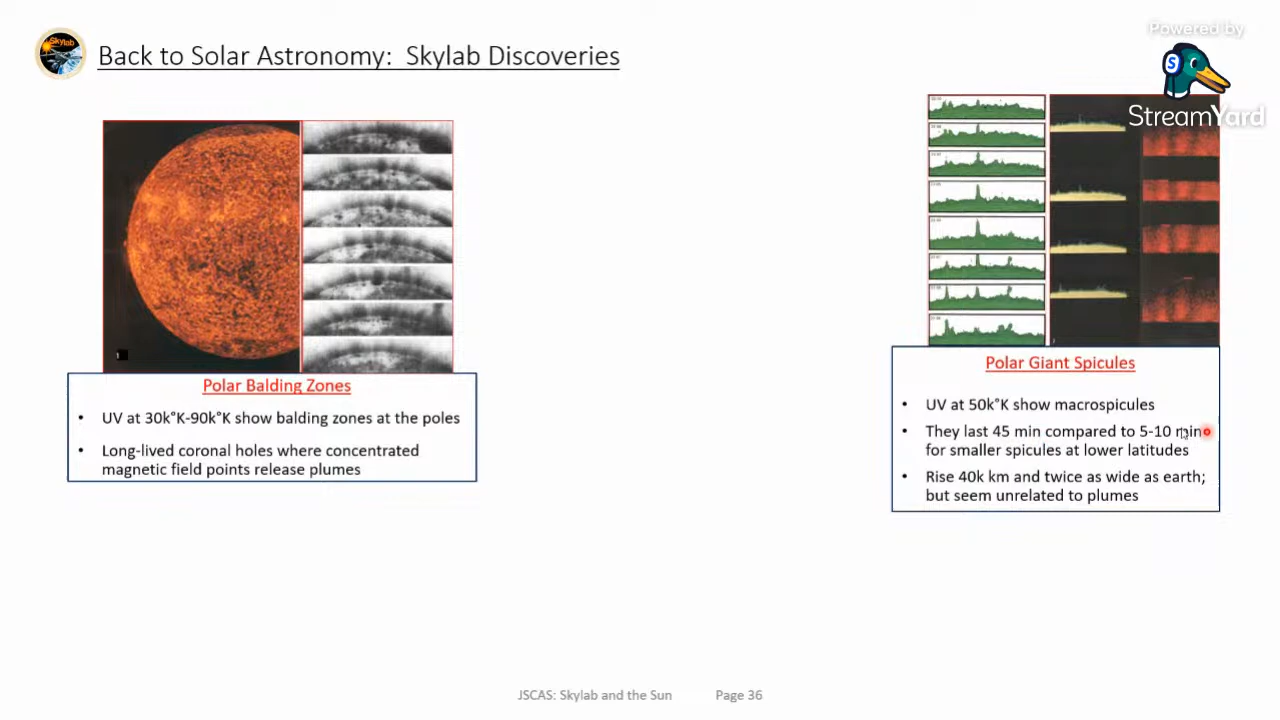 Skylab
Back to Solar Astronomy: Skylab Discoveries
Powered by
StreamYard
Polar Balding Zones
• UV at 30k°K-90k°K show balding zones at the poles
• Long-lived coronal holes where concentrated
magnetic field points release plumes
Polar Giant Spicules
• UV at 50k°K show macrospicules
• They last 45 min compared to 5-10 min
for smaller spicules at lower latitudes
• Rise 40k km and twice as wide as earth;
but seem unrelated to plumes
JSCAS: Skylab and the Sun Page 36